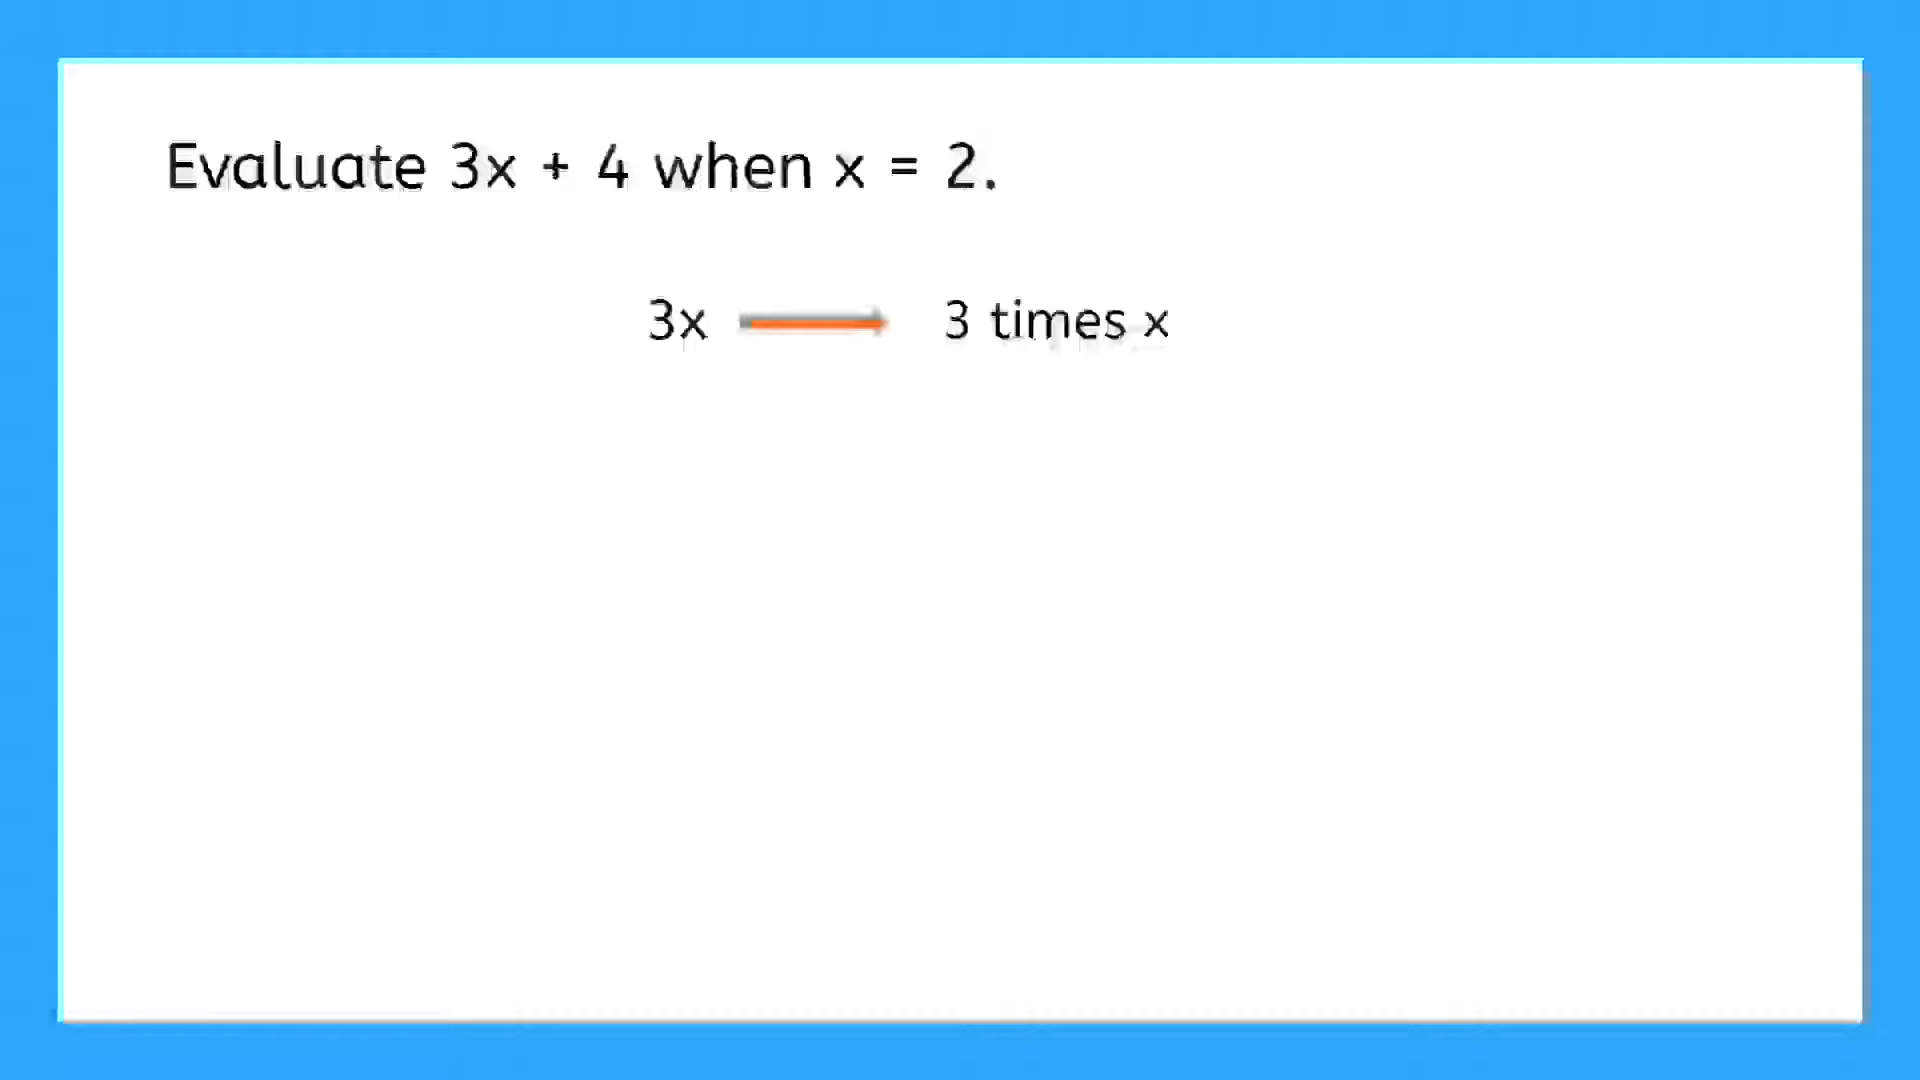 Evaluate 3x + 4 when x = 2.
3x 3 times x